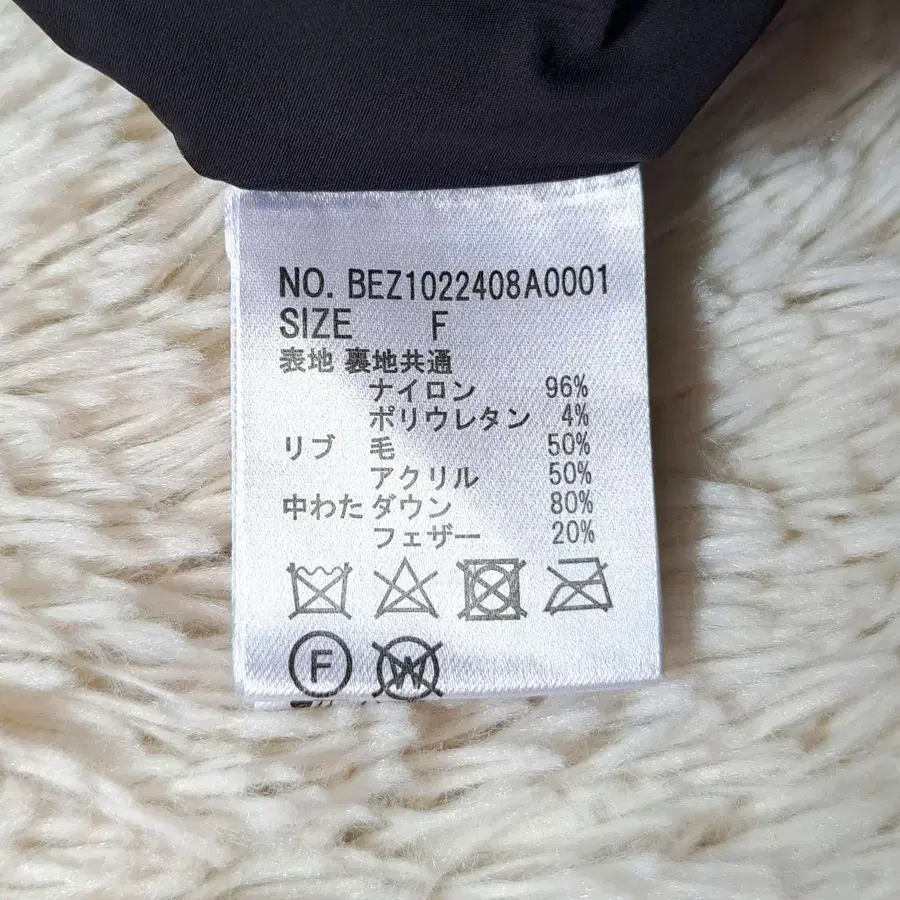 NO. BEZ1022408A0001
SIZE F
表地 裏地共通
ナイロン 96%
ポリウレタン 4%
リブ 毛 50%
アクリル 50%
中わた ダウン 80%
フェザー 20%
F W